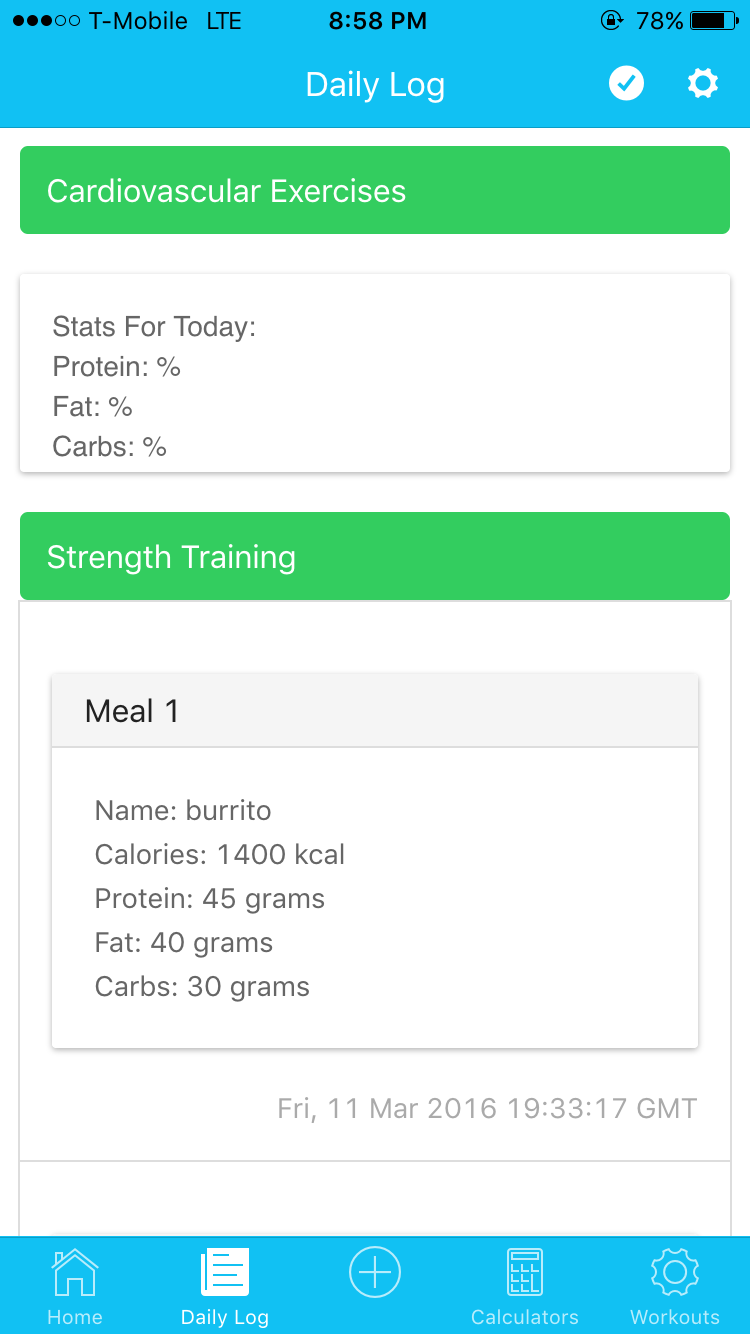 T-Mobile LTE 8:58 PM 78%
Daily Log
Cardiovascular Exercises
Stats For Today:
Protein: %
Fat: %
Carbs: %
Strength Training
Meal 1
Name: burrito
Calories: 1400 kcal
Protein: 45 grams
Fat: 40 grams
Carbs: 30 grams
Fri, 11 Mar 2016 19:33:17 GMT
Home Daily Log Calculators Workouts